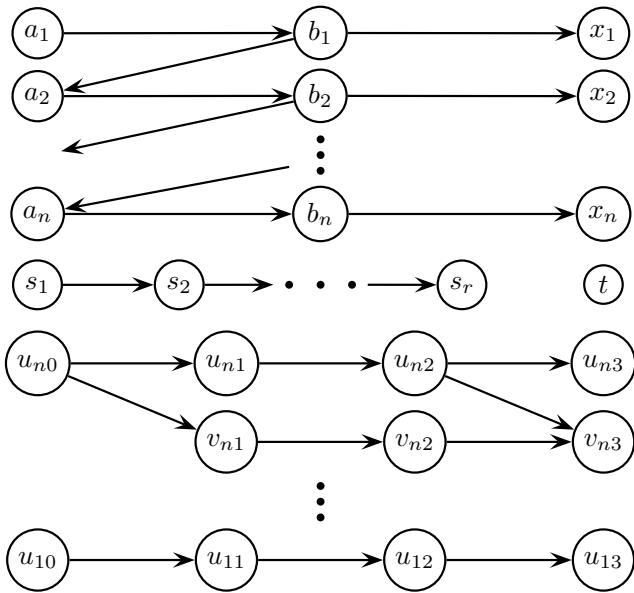 a₁ b₁ x₁
a₂ b₂ x₂
aₙ bₙ xₙ
s₁ s₂ sᵣ t
uₙ₀ uₙ₁ uₙ₂ uₙ₃
vₙ₁ vₙ₂ vₙ₃
u₁₀ u₁₁ u₁₂ u₁₃